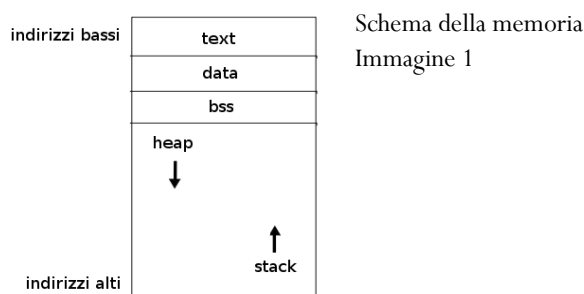 indirizzi bassi
text
data
bss
heap
stack
indirizzi alti
Schema della memoria
Immagine 1